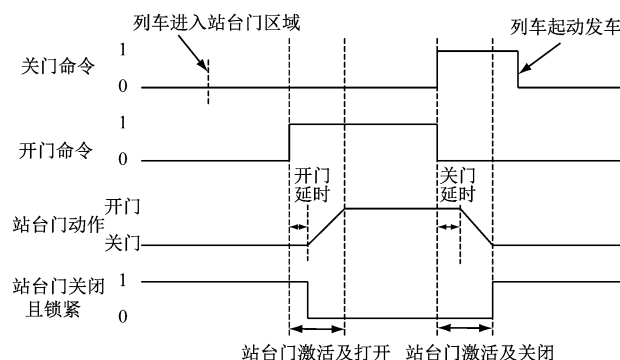 列车进入站台门区域
列车起动发车
关门命令
1
0
开门命令
1
0
开门
延时
关门
延时
站台门动作
开门
关门
站台门关闭
且锁紧
1
0
站台门激活及打开
站台门激活及关闭